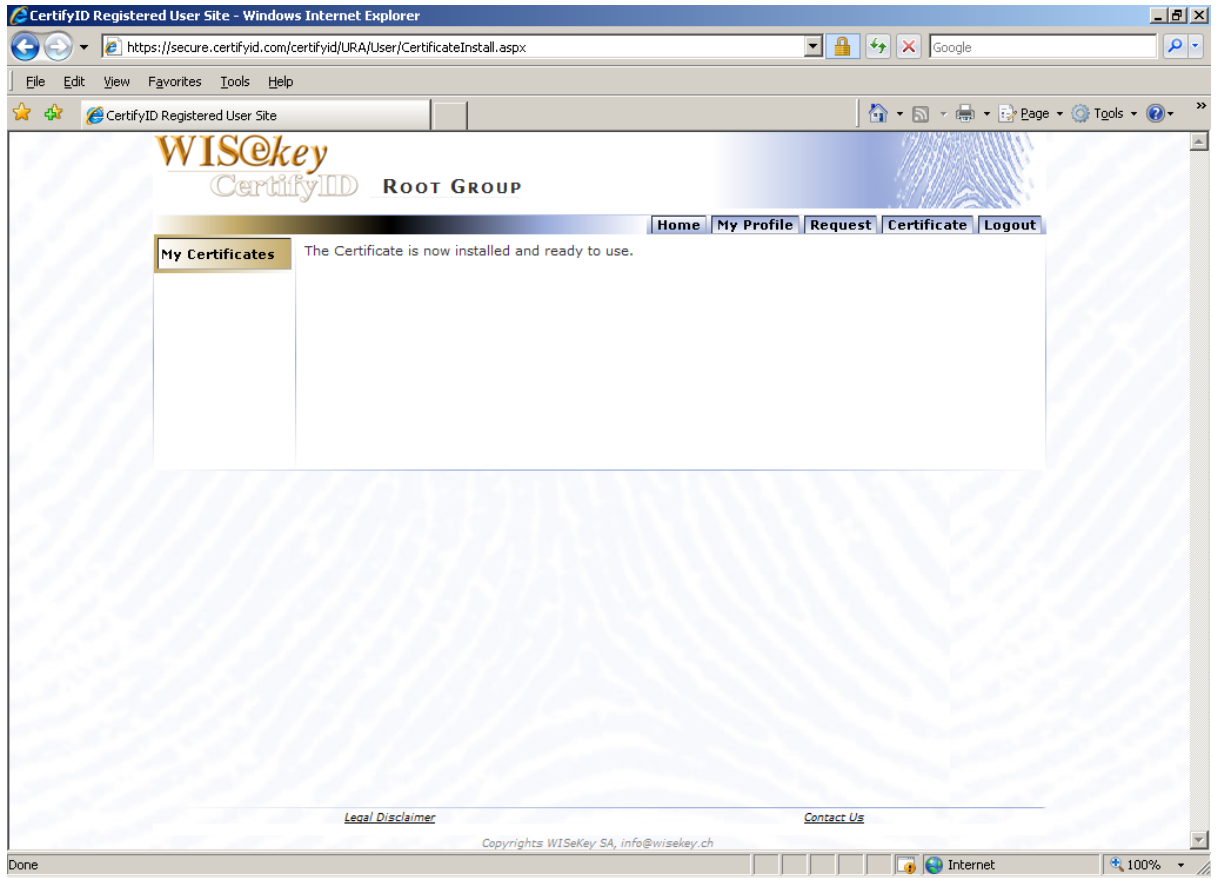 CertifyID Registered User Site - Windows Internet Explorer
https://secure.certifyid.com/certifyid/URA/User/CertificateInstall.aspx
Google
File Edit View Favorites Tools Help
CertifyID Registered User Site
Page Tools
WISekey
CertifyID ROOT GROUP
Home My Profile Request Certificate Logout
My Certificates
The Certificate is now installed and ready to use.
Legal Disclaimer Contact Us
Copyrights WISeKey SA, info@wisekey.ch
Done Internet 100%